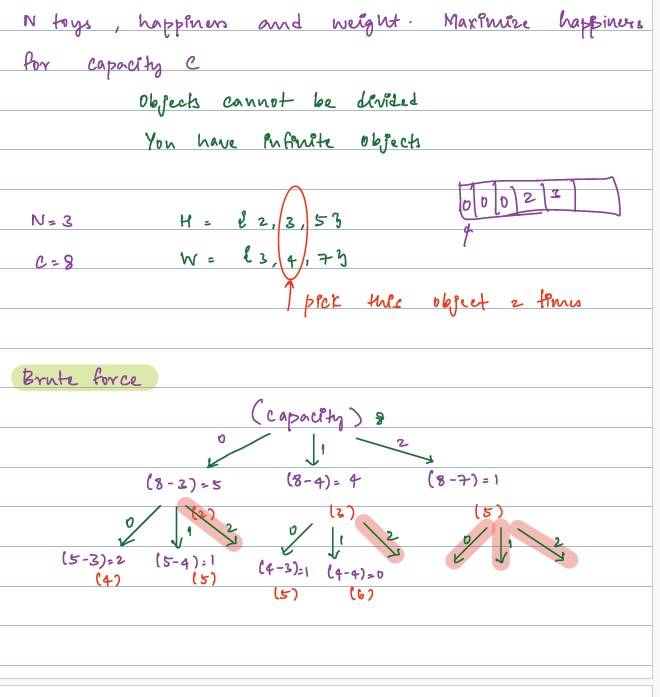 N toys, happiness and weight. Maximize happiness
for capacity C
Objects cannot be divided
You have infinite objects
0 0 0 2 3
N=3 H = {2,3,5}
C=8 W = {3,4,7}
pick this object 2 times
Brute force
(capacity) 8
0 1 2
(8-3)=5 (8-4)=4 (8-7)=1
(2) (3) (5)
0 1 2 0 1 2 0 1 2
(5-3)=2 (5-4)=1 (4-3)=1 (4-4)=0
(4) (5) (5) (6)